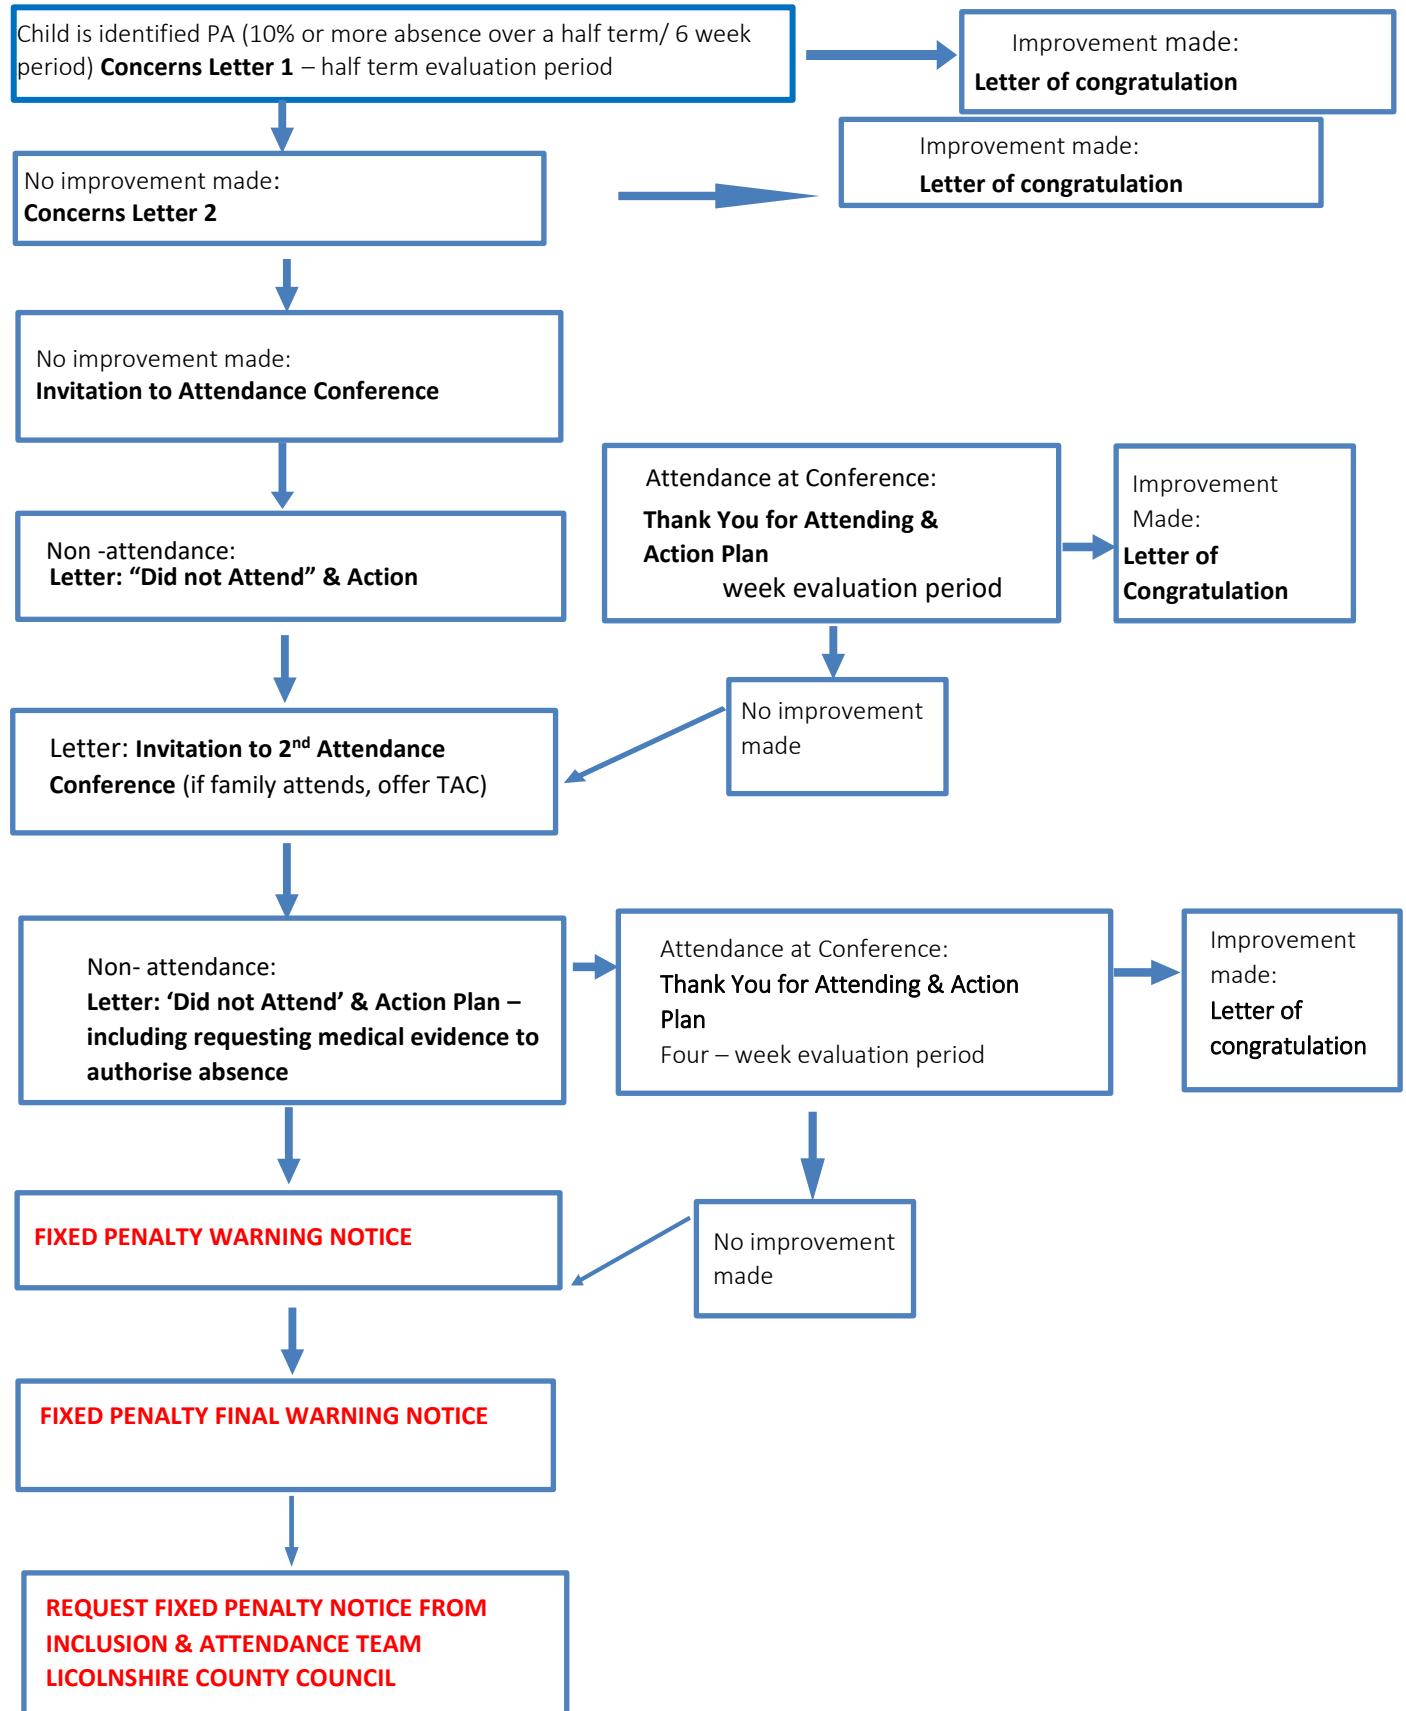 Child is identified PA (10% or more absence over a half term/ 6 week
period) Concerns Letter 1 – half term evaluation period
Improvement made:
Letter of congratulation
No improvement made:
Concerns Letter 2
Improvement made:
Letter of congratulation
No improvement made:
Invitation to Attendance Conference
Non -attendance:
Letter: “Did not Attend” & Action
Attendance at Conference:
Thank You for Attending &
Action Plan
week evaluation period
Improvement
Made:
Letter of
Congratulation
No improvement
made
Letter: Invitation to 2nd Attendance
Conference (if family attends, offer TAC)
Non- attendance:
Letter: ‘Did not Attend’ & Action Plan –
including requesting medical evidence to
authorise absence
Attendance at Conference:
Thank You for Attending & Action
Plan
Four – week evaluation period
Improvement
made:
Letter of
congratulation
No improvement
made
FIXED PENALTY WARNING NOTICE
FIXED PENALTY FINAL WARNING NOTICE
REQUEST FIXED PENALTY NOTICE FROM
INCLUSION & ATTENDANCE TEAM
LICOLNSHIRE COUNTY COUNCIL